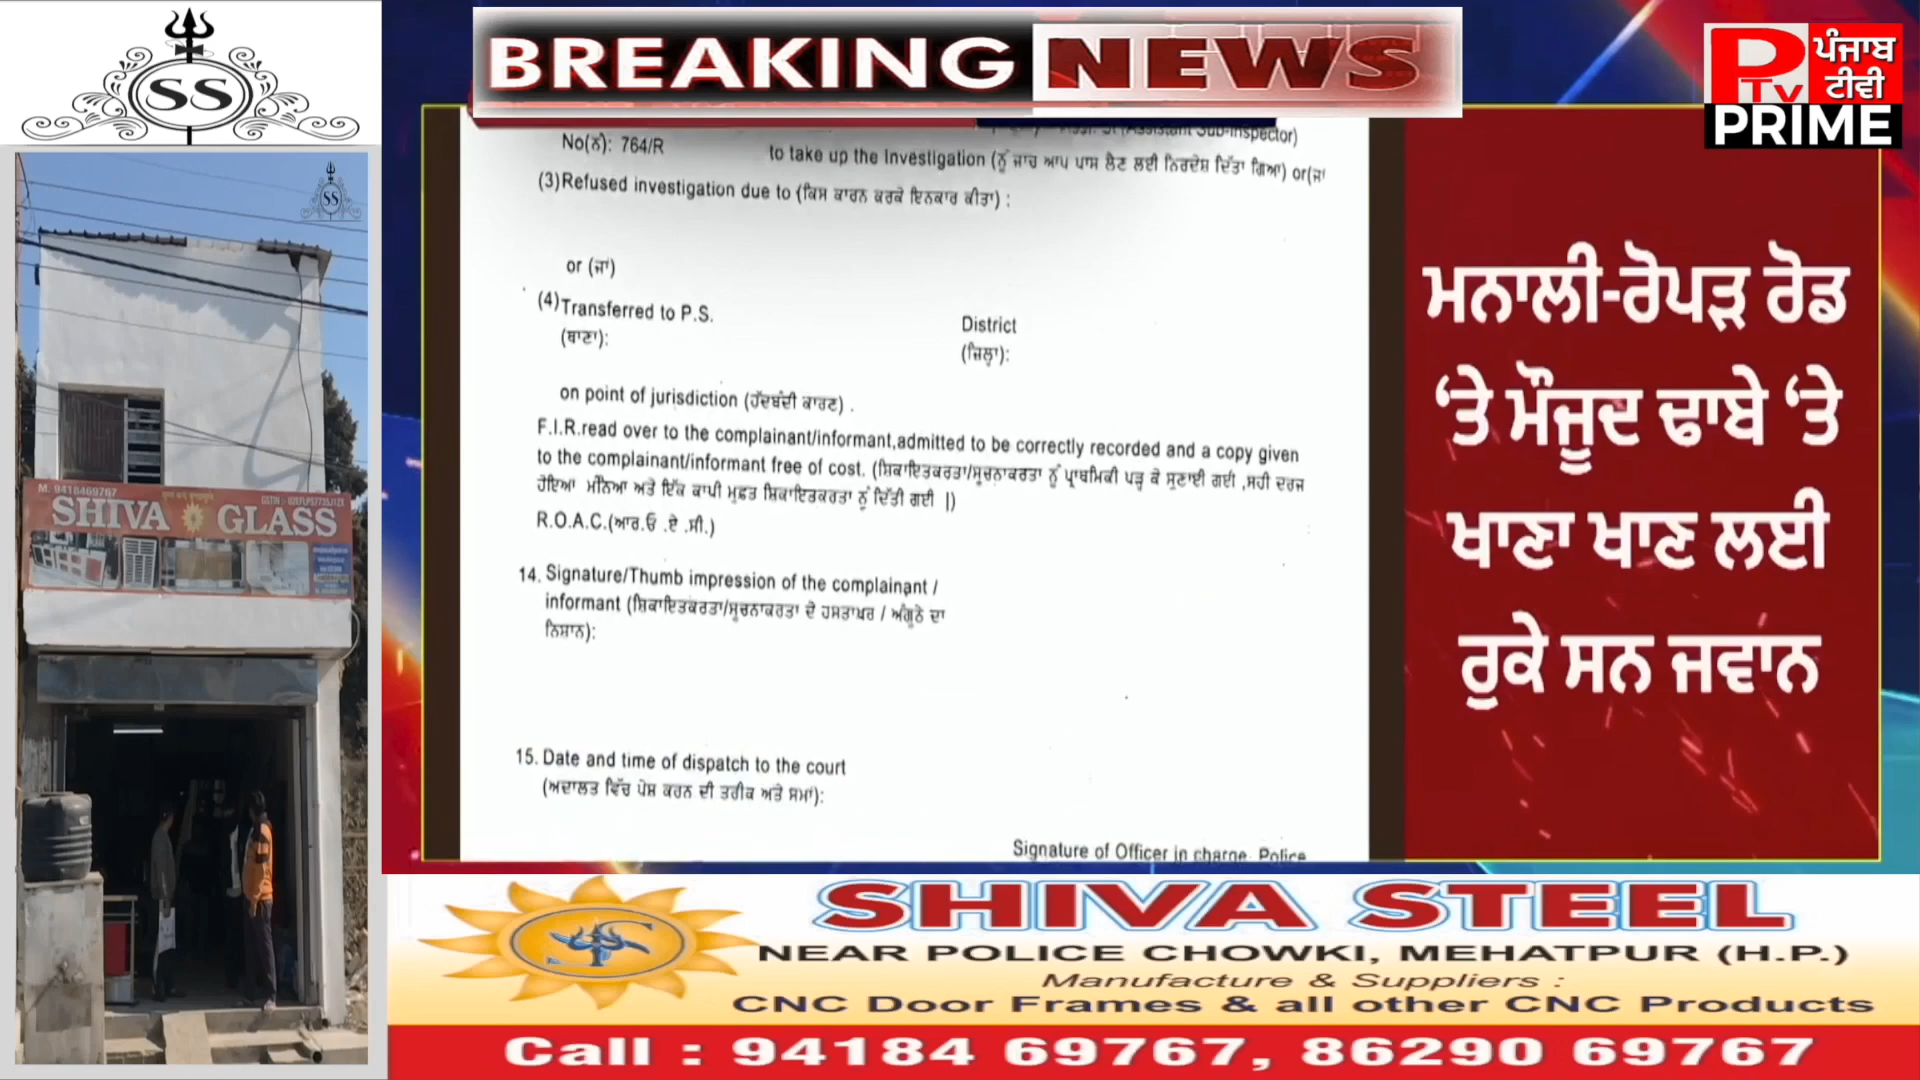 SS
BREAKING NEWS
PTv ਪੰਜਾਬ ਟੀਵੀ
PRIME
SS
M. 9418469767
SHIVA GLASS
(Assistant Sub-Inspector)
No(ਨੰ): 764/R
to take up the Investigation (ਨੂੰ ਜਾਂਚ ਆਪ ਪਾਸ ਲੈਣ ਲਈ ਨਿਰਦੇਸ਼ ਦਿੱਤਾ ਗਿਆ) or(ਜਾਂ
(3)Refused investigation due to (ਕਿਸ ਕਾਰਨ ਕਰਕੇ ਇਨਕਾਰ ਕੀਤਾ) :
or (ਜਾਂ)
(4)Transferred to P.S.
(ਥਾਣਾ):
District
(ਜ਼ਿਲ੍ਹਾ):
on point of jurisdiction (ਹੱਦਬੰਦੀ ਕਾਰਣ) .
F.I.R.read over to the complainant/informant,admitted to be correctly recorded and a copy given
to the complainant/informant free of cost. (ਸ਼ਿਕਾਇਤਕਰਤਾ/ਸੂਚਨਾਕਰਤਾ ਨੂੰ ਪ੍ਰਾਥਮਿਕੀ ਪੜ੍ਹ ਕੇ ਸੁਣਾਈ ਗਈ ,ਸਹੀ ਦਰਜ
ਹੋਇਆ ਮੰਨਿਆ ਅਤੇ ਇੱਕ ਕਾਪੀ ਮੁਫ਼ਤ ਸ਼ਿਕਾਇਤਕਰਤਾ ਨੂੰ ਦਿੱਤੀ ਗਈ |)
R.O.A.C.(ਆਰ.ਓ .ਏ .ਸੀ.)
14. Signature/Thumb impression of the complainant /
informant (ਸ਼ਿਕਾਇਤਕਰਤਾ/ਸੂਚਨਾਕਰਤਾ ਦੇ ਹਸਤਾਖ਼ਰ / ਅੰਗੂਠੇ ਦਾ
ਨਿਸ਼ਾਨ):
15. Date and time of dispatch to the court
(ਅਦਾਲਤ ਵਿੱਚ ਪੇਸ਼ ਕਰਨ ਦੀ ਤਰੀਕ ਅਤੇ ਸਮਾਂ):
Signature of Officer in charge, Police
ਮਨਾਲੀ-ਰੋਪੜ ਰੋਡ
‘ਤੇ ਮੌਜੂਦ ਢਾਬੇ ‘ਤੇ
ਖਾਣਾ ਖਾਣ ਲਈ
ਰੁਕੇ ਸਨ ਜਵਾਨ
SHIVA STEEL
NEAR POLICE CHOWKI, MEHATPUR (H.P.)
Manufacture & Suppliers :
CNC Door Frames & all other CNC Products
Call : 94184 69767, 86290 69767